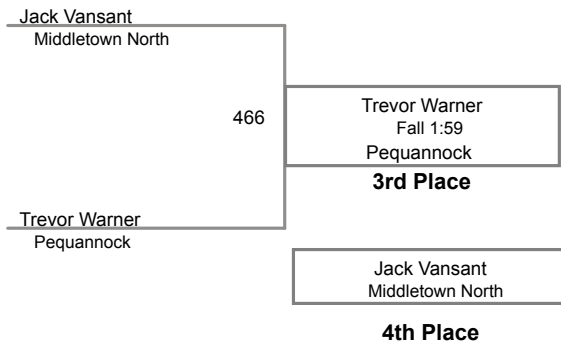 Jack Vansant
Middletown North
466
Trevor Warner
Fall 1:59
Pequannock
3rd Place
Trevor Warner
Pequannock
Jack Vansant
Middletown North
4th Place